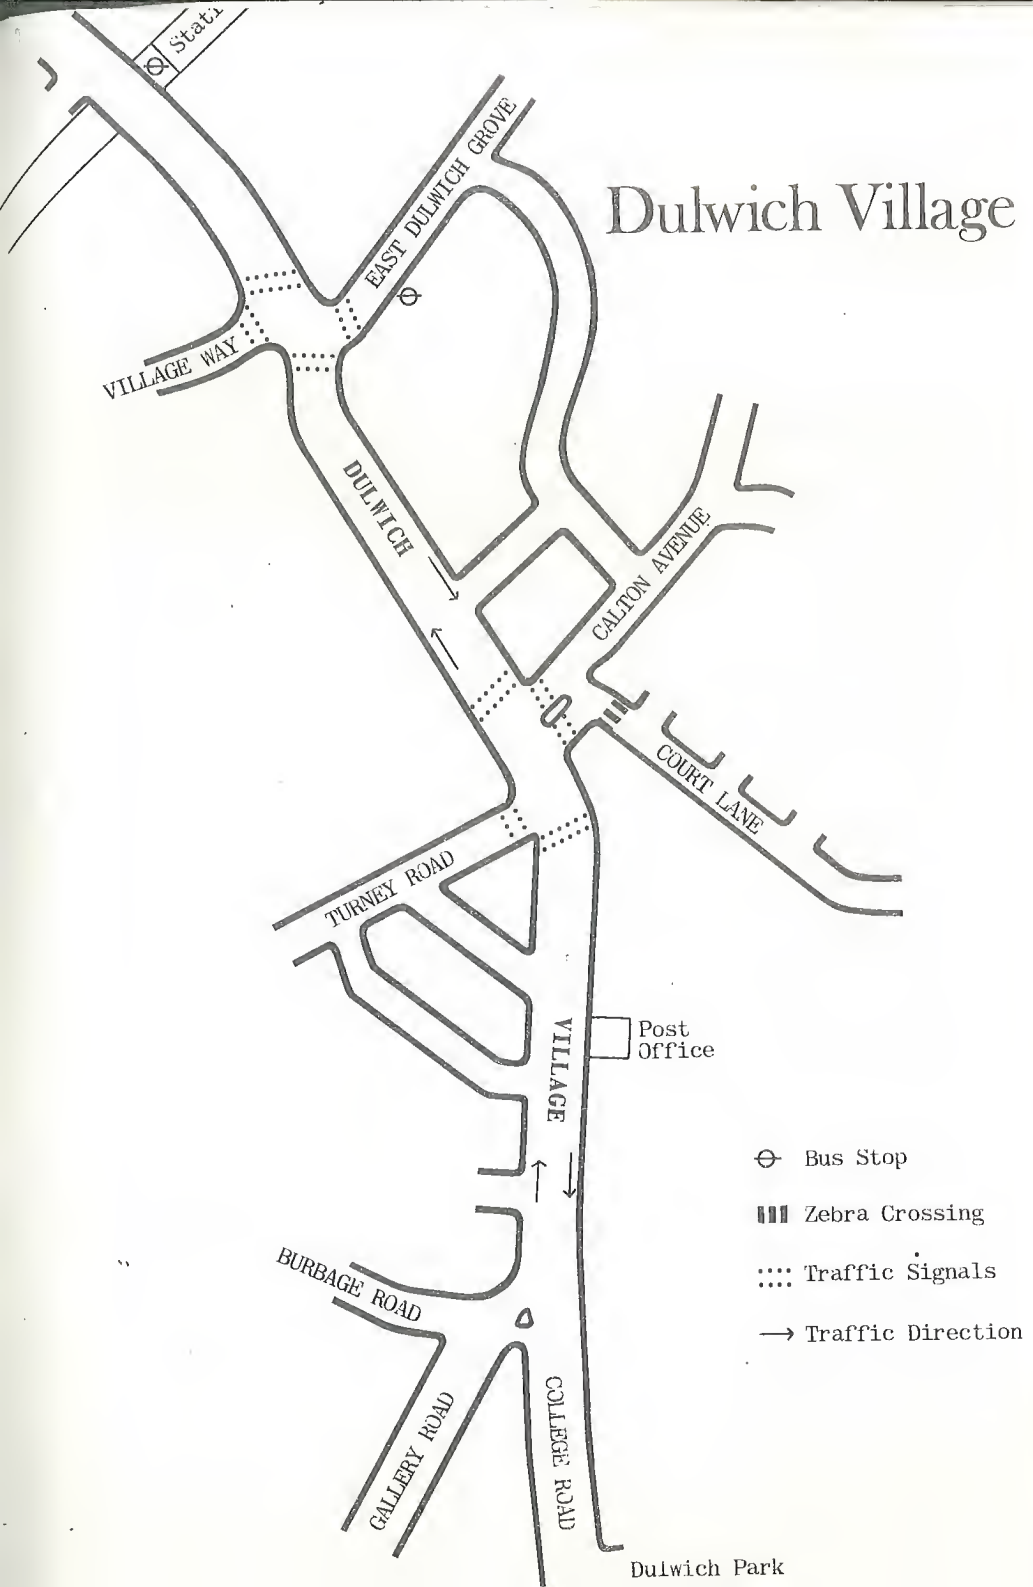 Dulwich Village
EAST DULWICH GROVE
VILLAGE WAY
DULWICH
CALTON AVENUE
COURT LANE
TURNEY ROAD
VILLAGE
Post
Office
BURBAGE ROAD
GALLERY ROAD
COLLEGE ROAD
Dulwich Park
Bus Stop
Zebra Crossing
Traffic Signals
Traffic Direction